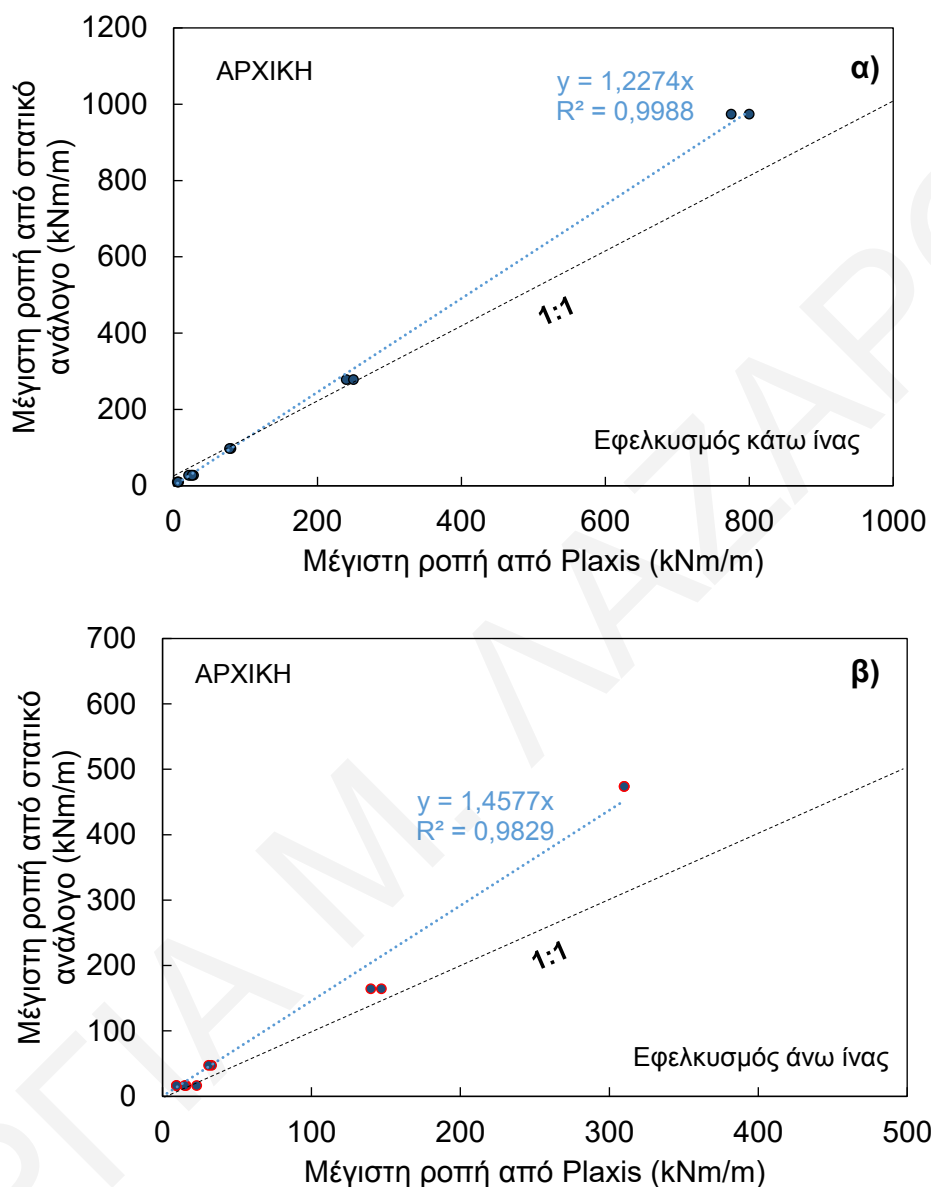 1200
1000
800
600
400
200
0
ΑΡΧΙΚΗ
α)
y = 1,2274x
R² = 0,9988
1:1
Εφελκυσμός κάτω ίνας
0 200 400 600 800 1000
Μέγιστη ροπή από στατικό
ανάλογο (kNm/m)
Μέγιστη ροπή από Plaxis (kNm/m)
700
600
500
400
300
200
100
0
ΑΡΧΙΚΗ
β)
y = 1,4577x
R² = 0,9829
1:1
Εφελκυσμός άνω ίνας
0 100 200 300 400 500
Μέγιστη ροπή από στατικό
ανάλογο (kNm/m)
Μέγιστη ροπή από Plaxis (kNm/m)